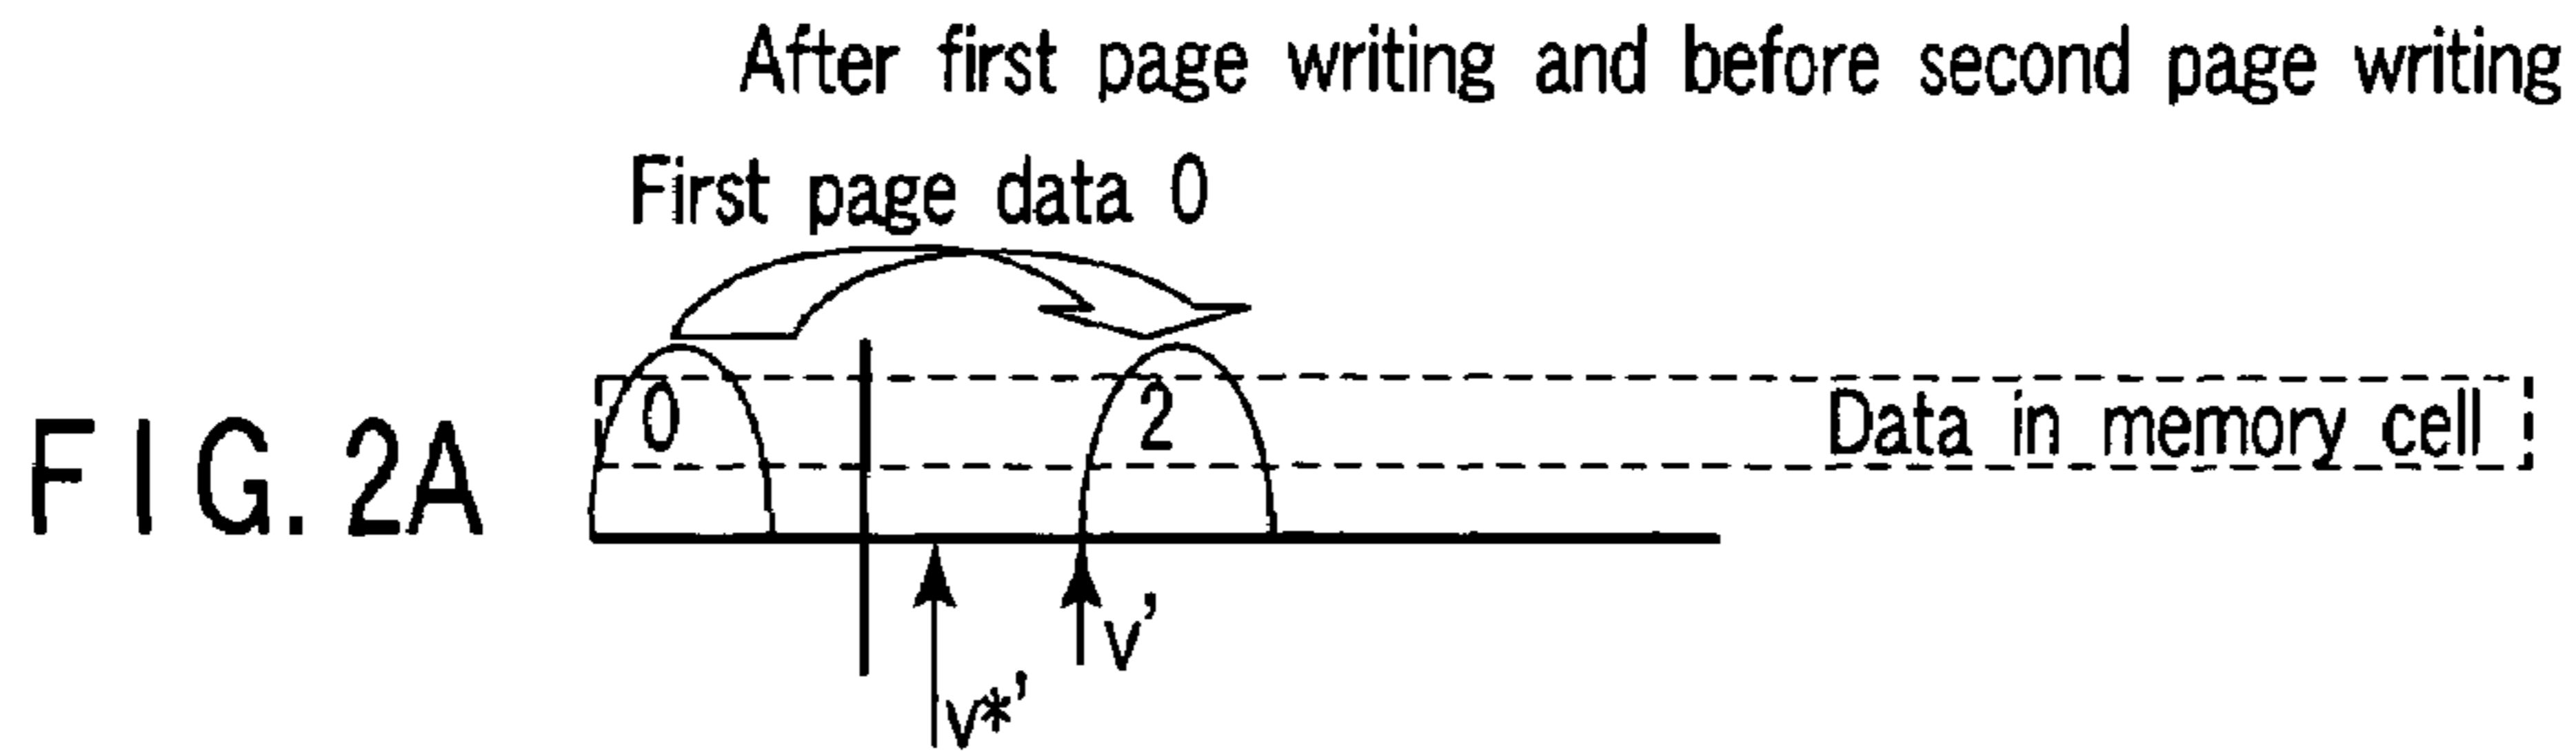 After first page writing and before second page writing
First page data 0
0 2 Data in memory cell
FIG. 2A
v'
v*'